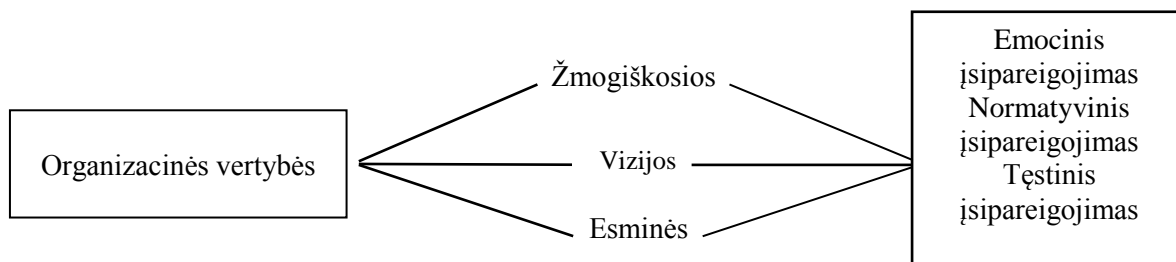 Organizacinės vertybės
Žmogiškosios
Vizijos
Esminės
Emocinis
įsipareigojimas
Normatyvinis
įsipareigojimas
Tęstinis
įsipareigojimas